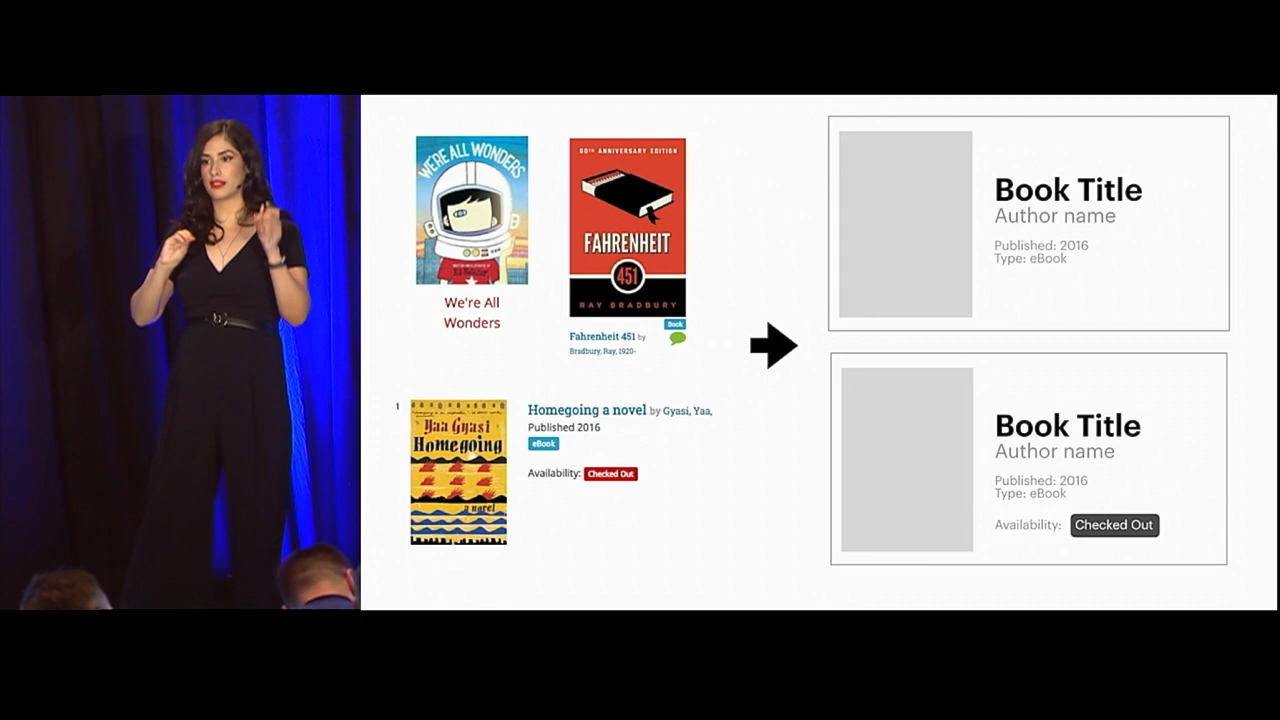 WE'RE ALL WONDERS
We're All
Wonders
60TH ANNIVERSARY EDITION
FAHRENHEIT
451
RAY BRADBURY
Book
Fahrenheit 451 by
Bradbury, Ray, 1920-
1
Yaa Gyasi
Homegoing
a novel
Homegoing a novel by Gyasi, Yaa,
Published 2016
eBook
Availability: Checked Out
Book Title
Author name
Published: 2016
Type: eBook
Book Title
Author name
Published: 2016
Type: eBook
Availability: Checked Out